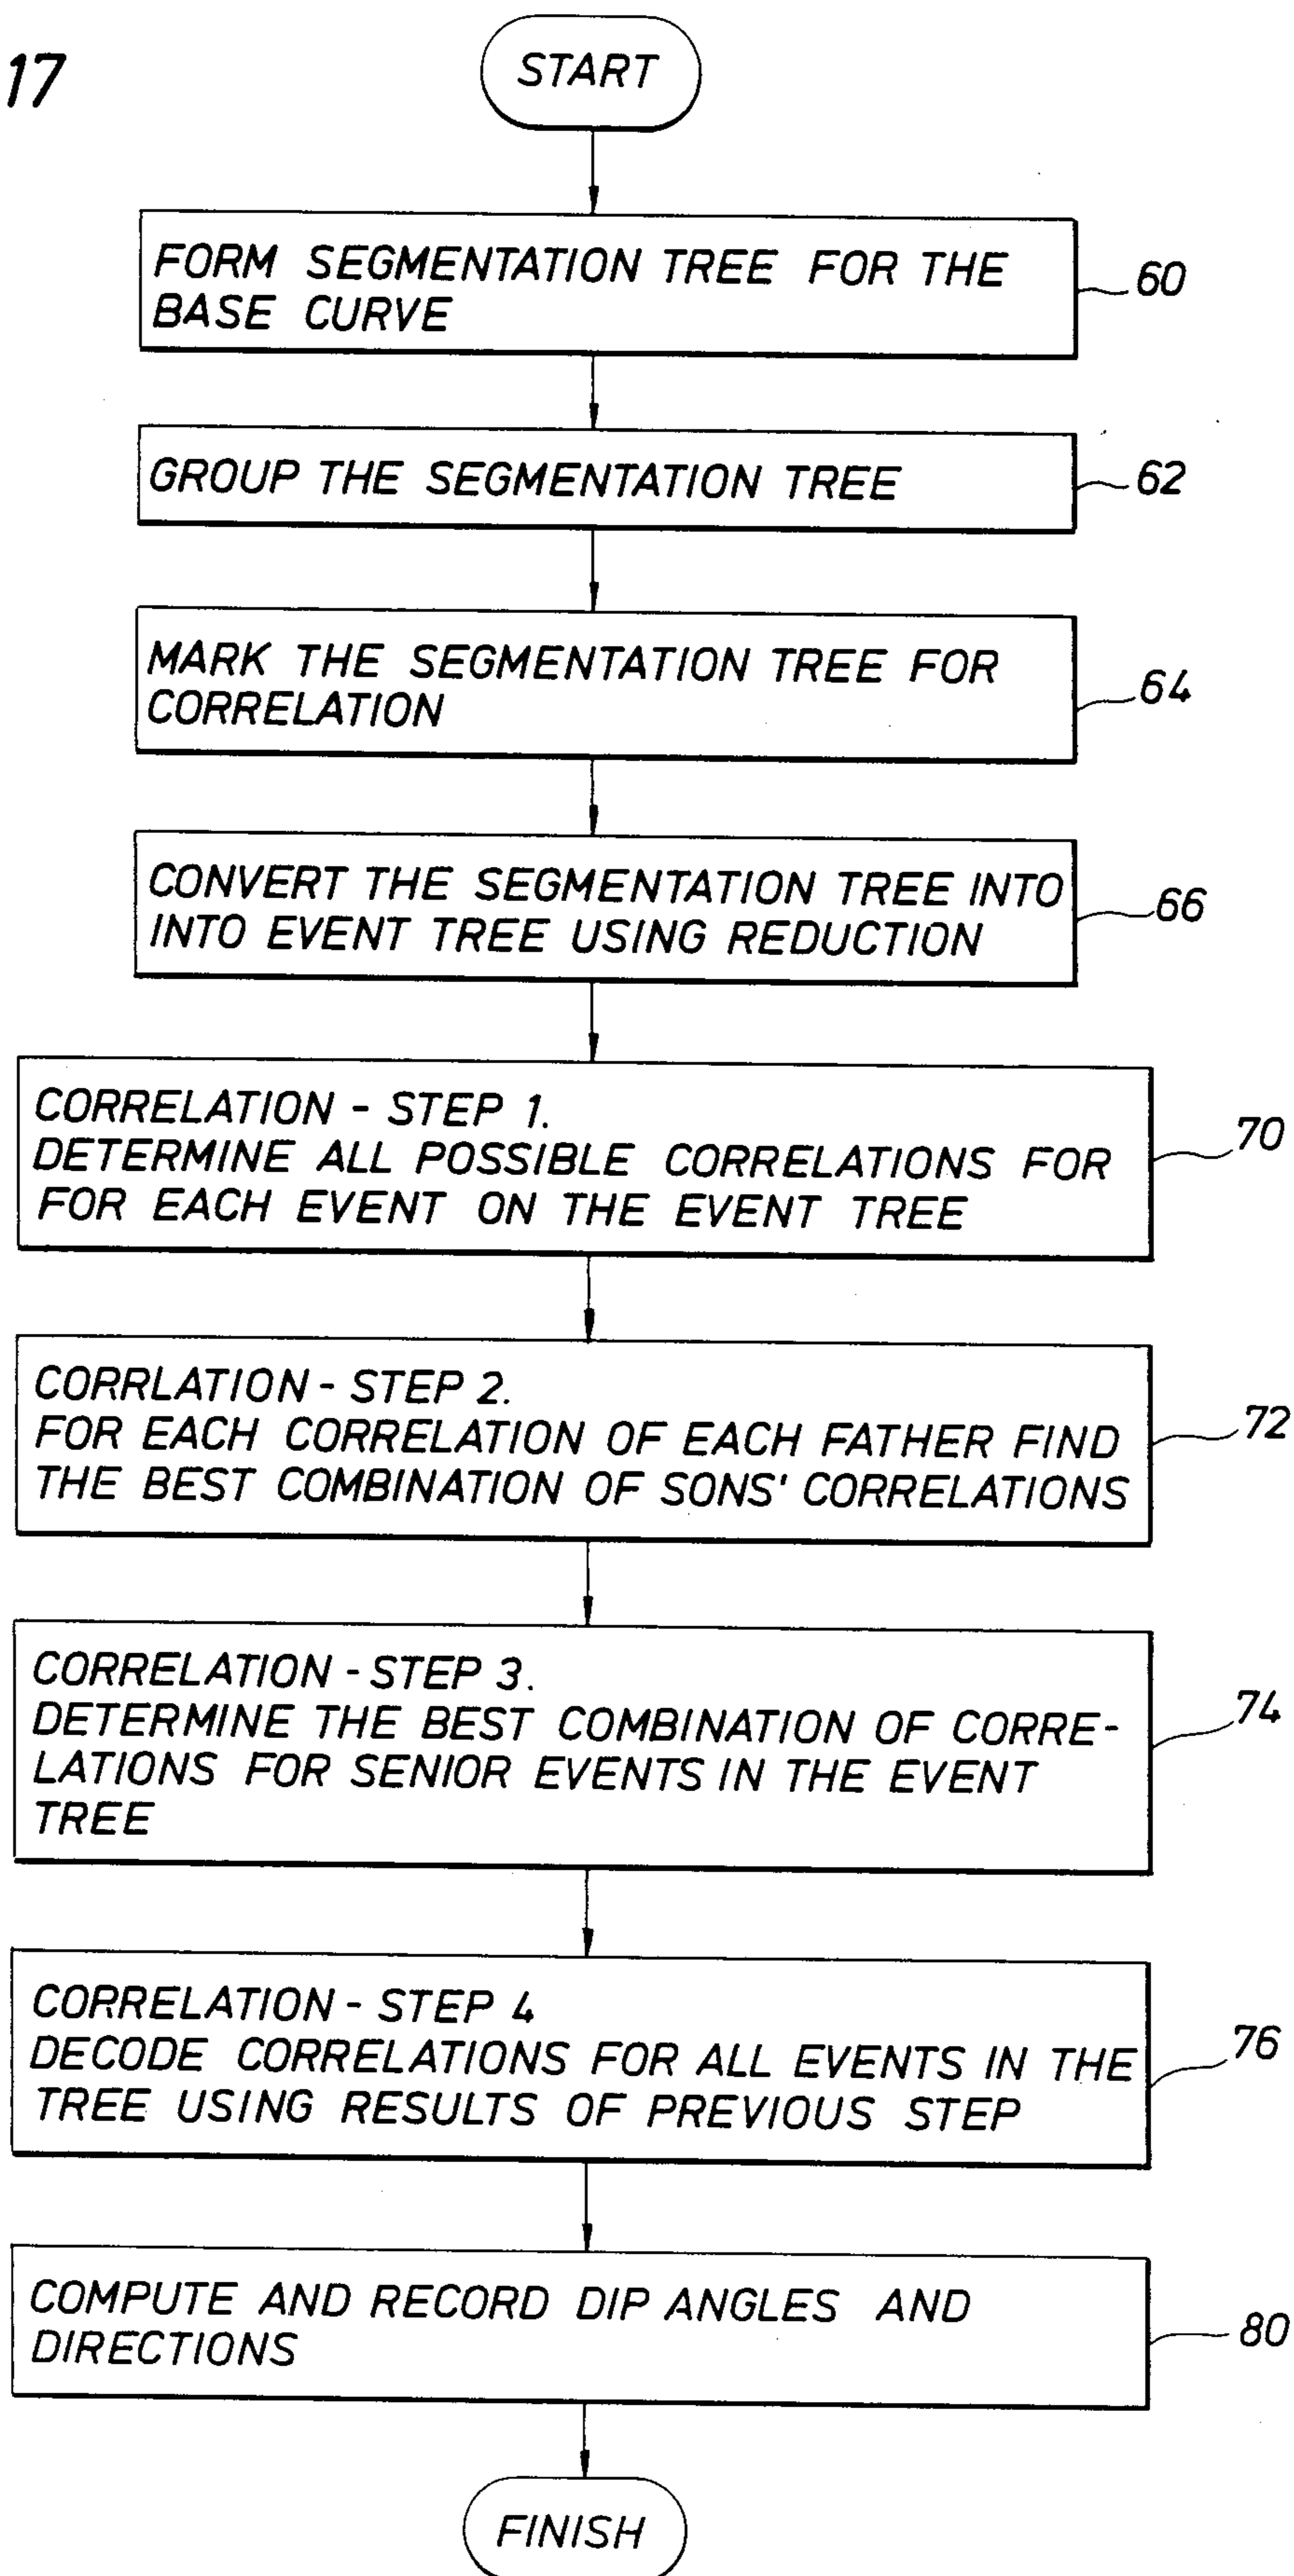 17
START
FORM SEGMENTATION TREE FOR THE
BASE CURVE
60
GROUP THE SEGMENTATION TREE
62
MARK THE SEGMENTATION TREE FOR
CORRELATION
64
CONVERT THE SEGMENTATION TREE INTO
INTO EVENT TREE USING REDUCTION
66
CORRELATION - STEP 1.
DETERMINE ALL POSSIBLE CORRELATIONS FOR
FOR EACH EVENT ON THE EVENT TREE
70
CORRLATION - STEP 2.
FOR EACH CORRELATION OF EACH FATHER FIND
THE BEST COMBINATION OF SONS' CORRELATIONS
72
CORRELATION - STEP 3.
DETERMINE THE BEST COMBINATION OF CORRE-
LATIONS FOR SENIOR EVENTS IN THE EVENT
TREE
74
CORRELATION - STEP 4
DECODE CORRELATIONS FOR ALL EVENTS IN THE
TREE USING RESULTS OF PREVIOUS STEP
76
COMPUTE AND RECORD DIP ANGLES AND
DIRECTIONS
80
FINISH